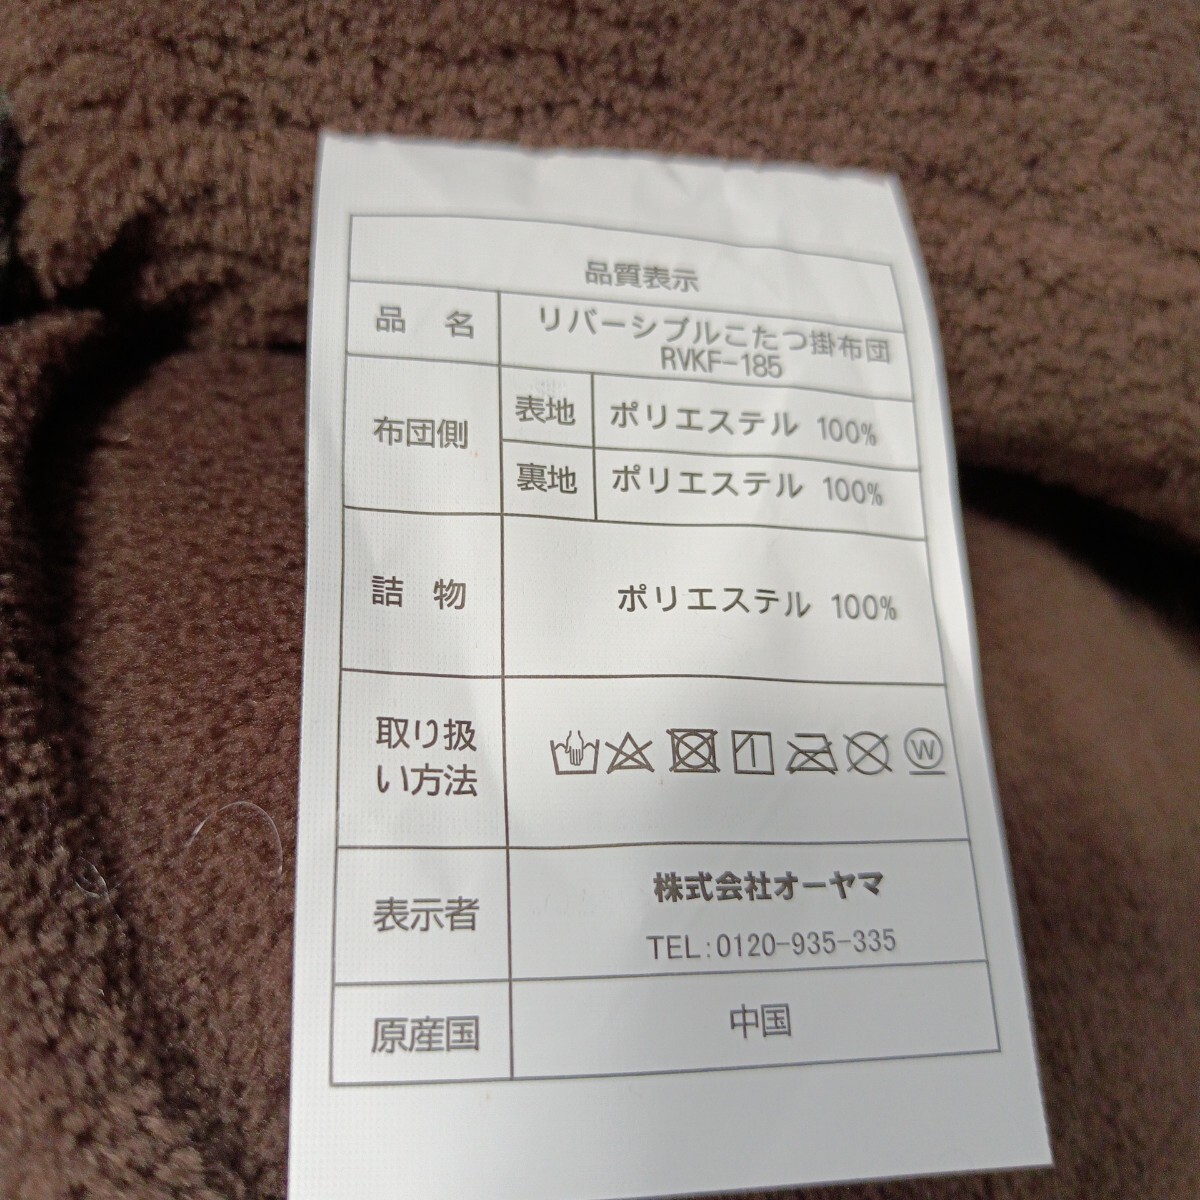 品質表示
品 名 リバーシブルこたつ掛布団
RVKF-185
布団側 表地 ポリエステル 100%
裏地 ポリエステル 100%
詰 物 ポリエステル 100%
取り扱
い方法
W
表示者 株式会社オーヤマ
TEL:0120-935-335
原産国 中国